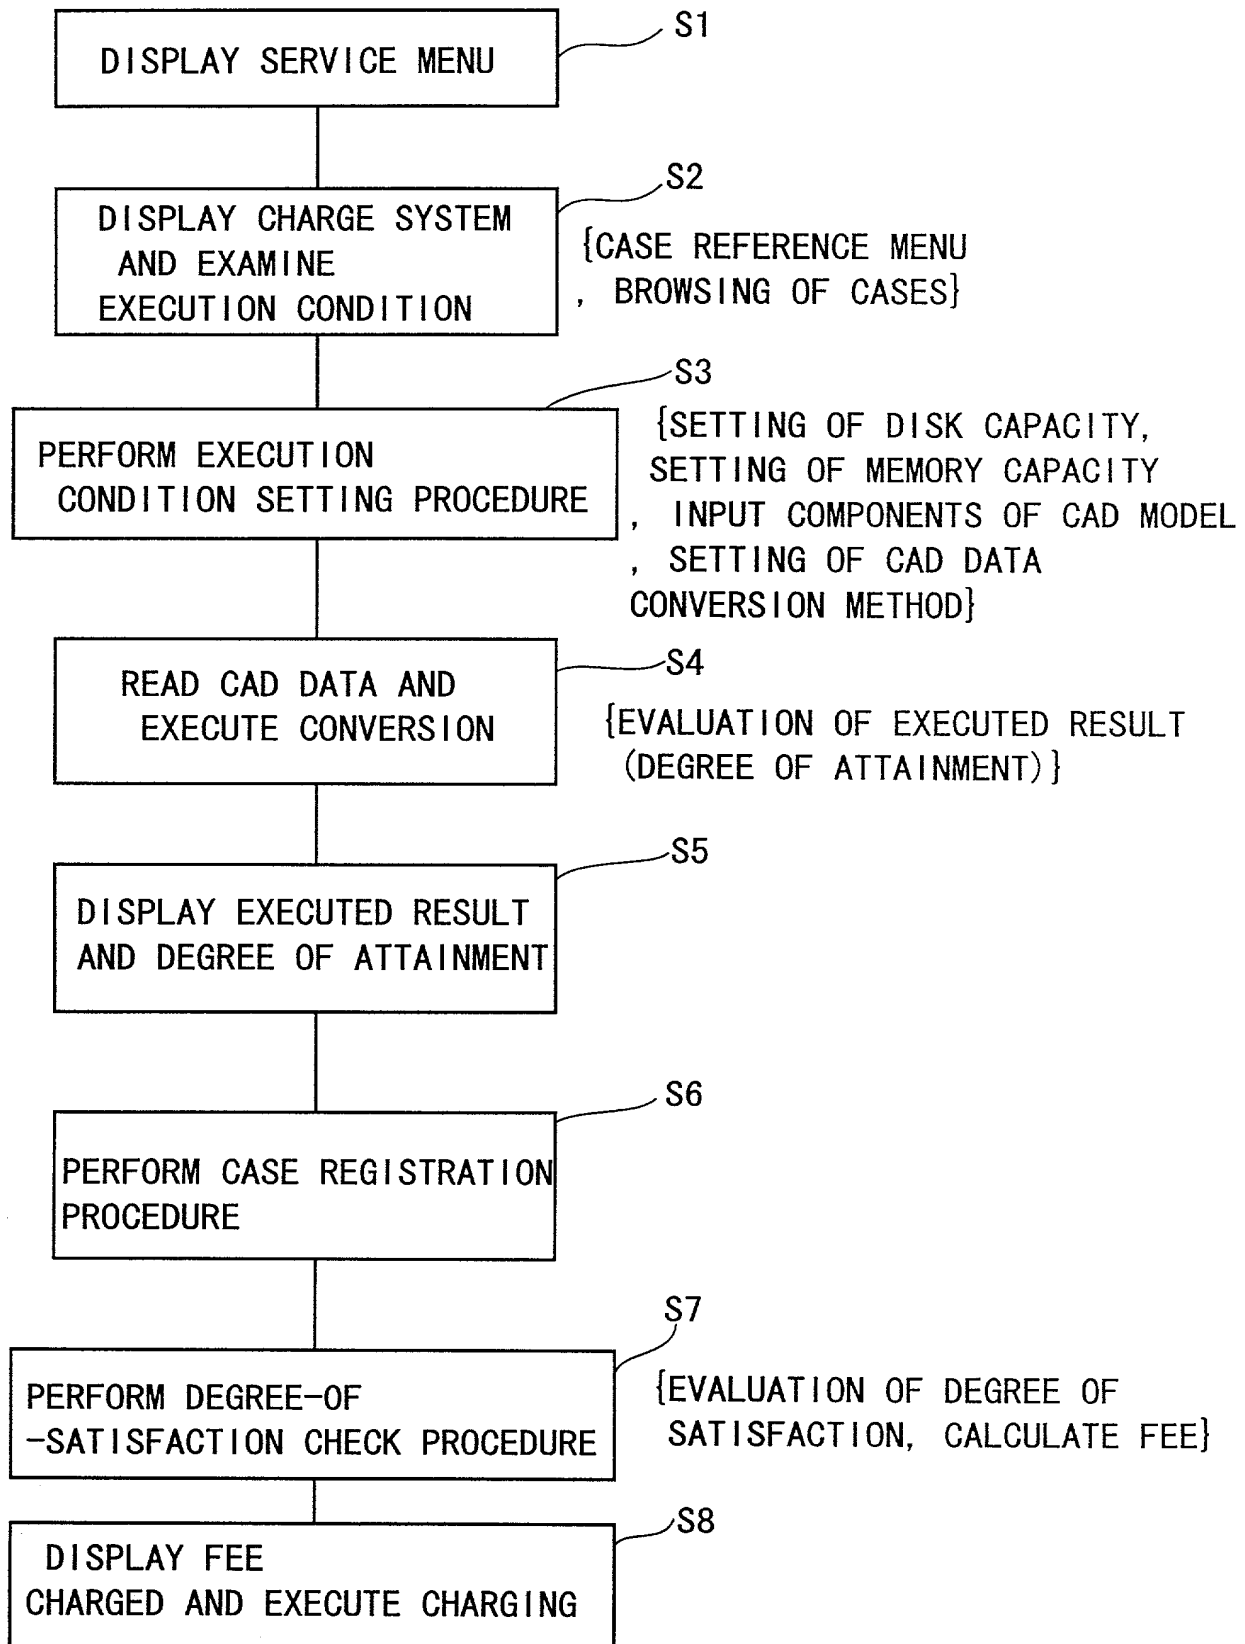 S1
DISPLAY SERVICE MENU
S2
DISPLAY CHARGE SYSTEM
AND EXAMINE
EXECUTION CONDITION
{CASE REFERENCE MENU
, BROWSING OF CASES}
S3
PERFORM EXECUTION
CONDITION SETTING PROCEDURE
{SETTING OF DISK CAPACITY,
SETTING OF MEMORY CAPACITY
, INPUT COMPONENTS OF CAD MODEL
, SETTING OF CAD DATA
CONVERSION METHOD}
S4
READ CAD DATA AND
EXECUTE CONVERSION
{EVALUATION OF EXECUTED RESULT
(DEGREE OF ATTAINMENT)}
S5
DISPLAY EXECUTED RESULT
AND DEGREE OF ATTAINMENT
S6
PERFORM CASE REGISTRATION
PROCEDURE
S7
PERFORM DEGREE-OF
-SATISFACTION CHECK PROCEDURE
{EVALUATION OF DEGREE OF
SATISFACTION, CALCULATE FEE}
S8
DISPLAY FEE
CHARGED AND EXECUTE CHARGING